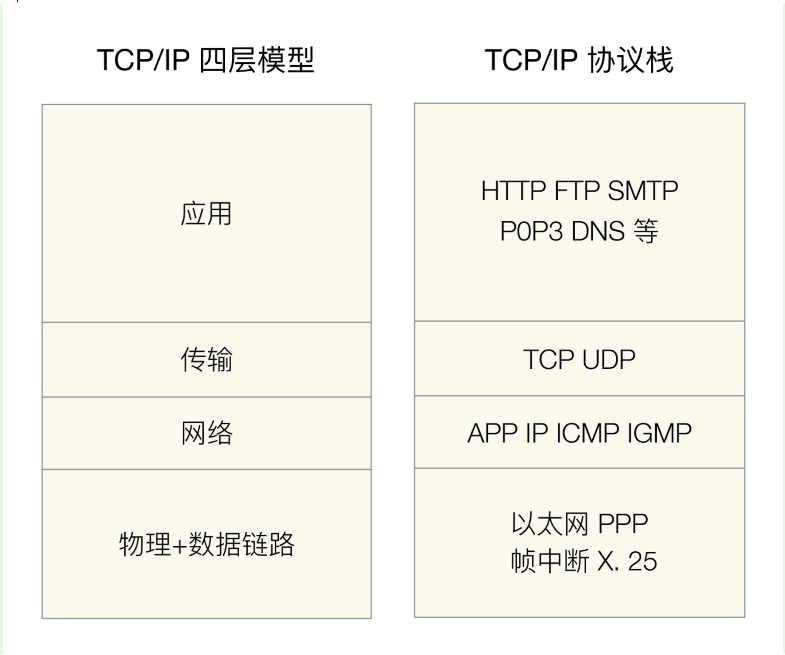 TCP/IP 四层模型
TCP/IP 协议栈
应用
HTTP FTP SMTP
P0P3 DNS 等
传输
TCP UDP
网络
APP IP ICMP IGMP
物理+数据链路
以太网 PPP
帧中断 X. 25